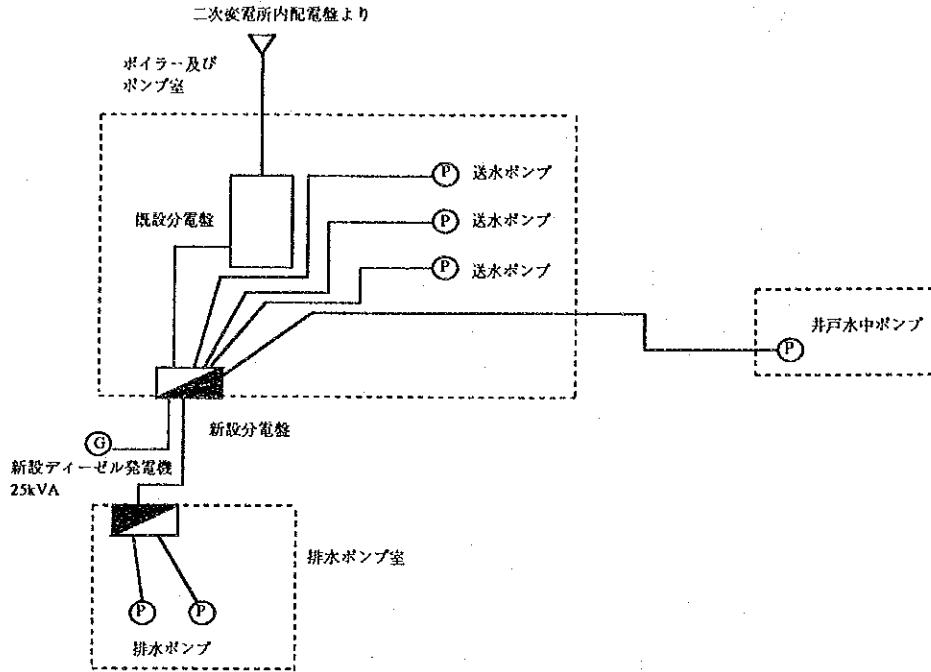 二次変電所内配電盤より
ボイラー及び
ポンプ室
P 送水ポンプ
既設分電盤
P 送水ポンプ
P 送水ポンプ
井戸水中ポンプ
P
新設分電盤
G
新設ディーゼル発電機
25kVA
排水ポンプ室
P P
排水ポンプ